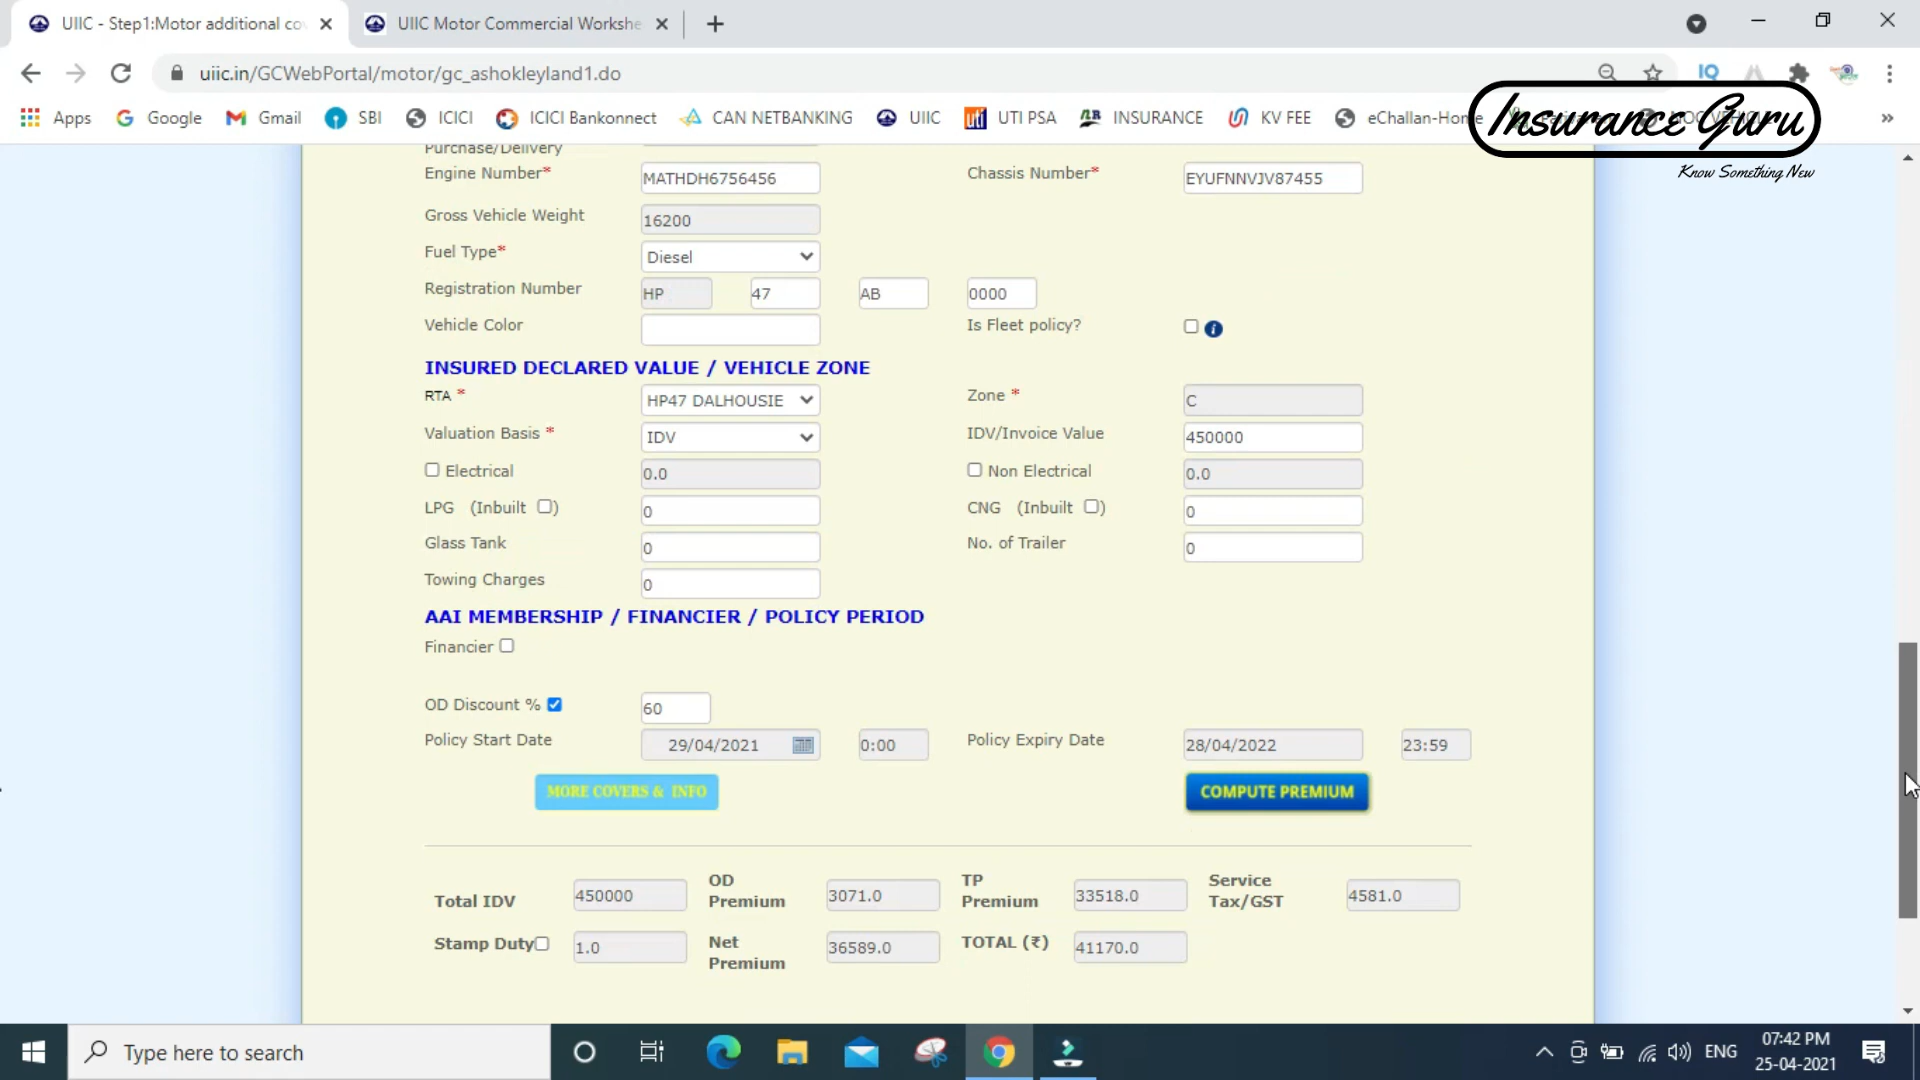 UIIC - Step1:Motor additional co
UIIC Motor Commercial Workshe
uiic.in/GCWebPortal/motor/gc_ashokleyland1.do
IQ
Apps Google Gmail SBI ICICI ICICI Bankonnect CAN NETBANKING UIIC UTI PSA INSURANCE KV FEE eChallan-Home
Insurance Guru
Know Something New
Purchase/Delivery
Engine Number* MATHDH6756456 Chassis Number* EYUFNNVJV87455
Gross Vehicle Weight 16200
Fuel Type* Diesel
Registration Number HP 47 AB 0000
Vehicle Color Is Fleet policy?
INSURED DECLARED VALUE / VEHICLE ZONE
RTA * HP47 DALHOUSIE Zone * C
Valuation Basis * IDV IDV/Invoice Value 450000
Electrical 0.0 Non Electrical 0.0
LPG (Inbuilt ) 0 CNG (Inbuilt ) 0
Glass Tank 0 No. of Trailer 0
Towing Charges 0
AAI MEMBERSHIP / FINANCIER / POLICY PERIOD
Financier
OD Discount % 60
Policy Start Date 29/04/2021 0:00 Policy Expiry Date 28/04/2022 23:59
MORE COVERS & INFO COMPUTE PREMIUM
Total IDV 450000 OD Premium 3071.0 TP Premium 33518.0 Service Tax/GST 4581.0
Stamp Duty 1.0 Net Premium 36589.0 TOTAL (₹) 41170.0
Type here to search
ENG
07:42 PM
25-04-2021